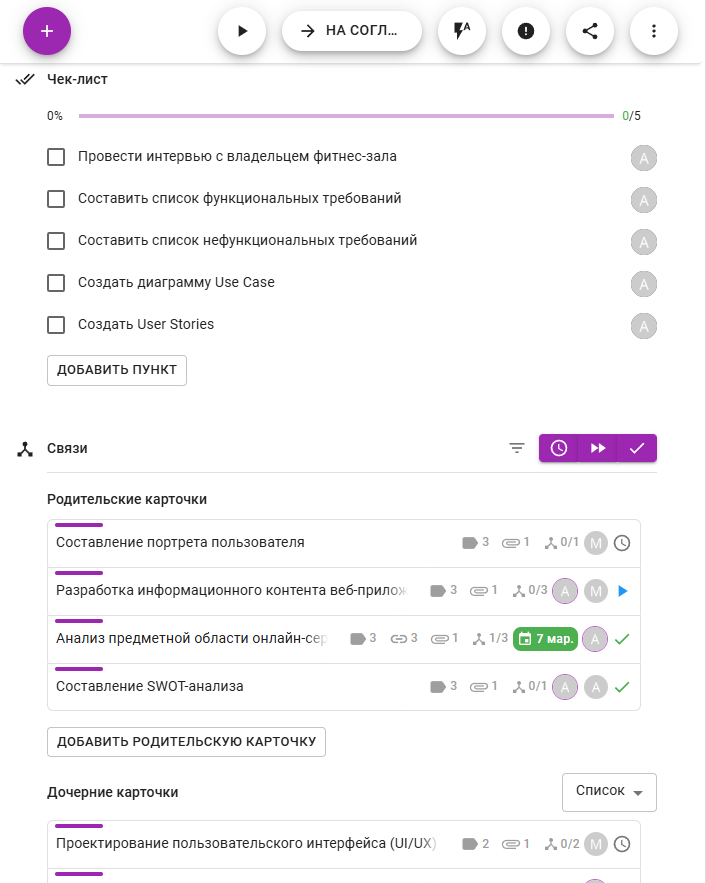 НА СОГЛ...
Чек-лист
0% 0/5
Провести интервью с владельцем фитнес-зала A
Составить список функциональных требований A
Составить список нефункциональных требований A
Создать диаграмму Use Case A
Создать User Stories A
ДОБАВИТЬ ПУНКТ
Связи
Родительские карточки
Составление портрета пользователя 3 1 0/1 M
Разработка информационного контента веб-прилож 3 1 0/3 A M
Анализ предметной области онлайн-сер 3 3 1 1/3 7 мар. A
Составление SWOT-анализа 3 1 0/1 A A
ДОБАВИТЬ РОДИТЕЛЬСКУЮ КАРТОЧКУ
Дочерние карточки Список
Проектирование пользовательского интерфейса (UI/UX) 2 1 0/2 M